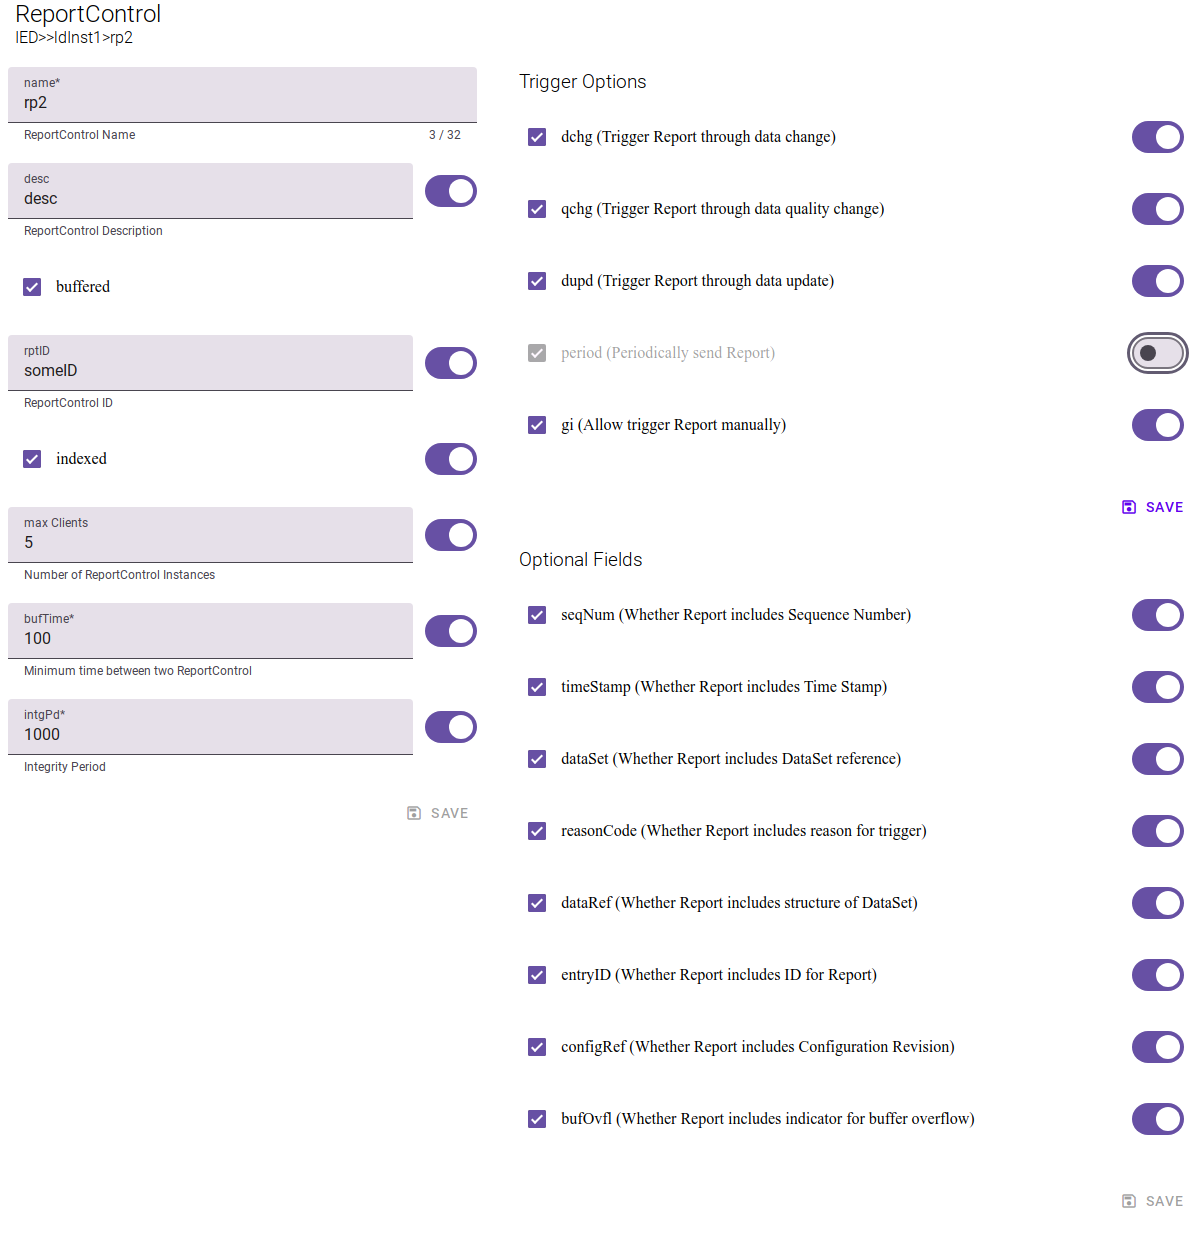 ReportControl
IED>>ldInst1>rp2
name*
rp2
ReportControl Name
3 / 32
desc
desc
ReportControl Description
buffered
rptID
someID
ReportControl ID
indexed
max Clients
5
Number of ReportControl Instances
bufTime*
100
Minimum time between two ReportControl
intgPd*
1000
Integrity Period
SAVE
Trigger Options
dchg (Trigger Report through data change)
qchg (Trigger Report through data quality change)
dupd (Trigger Report through data update)
period (Periodically send Report)
gi (Allow trigger Report manually)
SAVE
Optional Fields
seqNum (Whether Report includes Sequence Number)
timeStamp (Whether Report includes Time Stamp)
dataSet (Whether Report includes DataSet reference)
reasonCode (Whether Report includes reason for trigger)
dataRef (Whether Report includes structure of DataSet)
entryID (Whether Report includes ID for Report)
configRef (Whether Report includes Configuration Revision)
bufOvfl (Whether Report includes indicator for buffer overflow)
SAVE